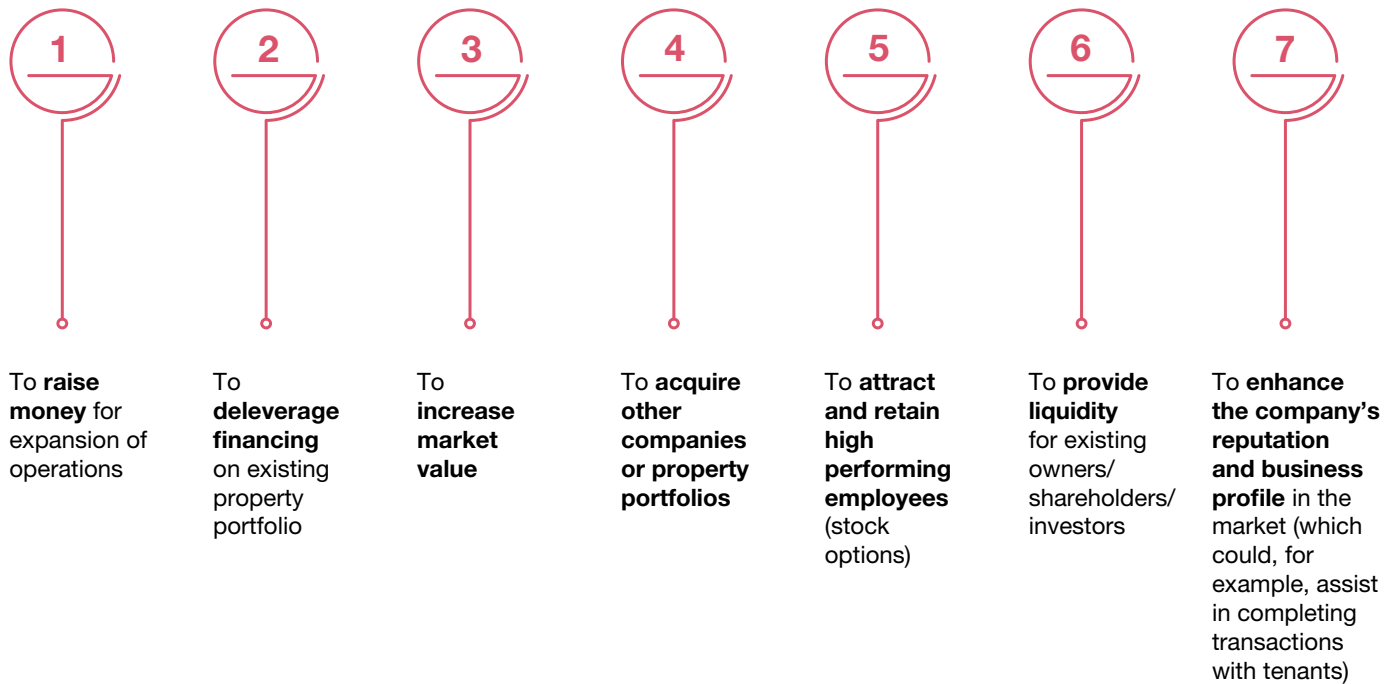 1
2
3
4
5
6
7
To raise
money for
expansion of
operations
To
deleverage
financing
on existing
property
portfolio
To
increase
market
value
To acquire
other
companies
or property
portfolios
To attract
and retain
high
performing
employees
(stock
options)
To provide
liquidity
for existing
owners/
shareholders/
investors
To enhance
the company’s
reputation
and business
profile in the
market (which
could, for
example, assist
in completing
transactions
with tenants)